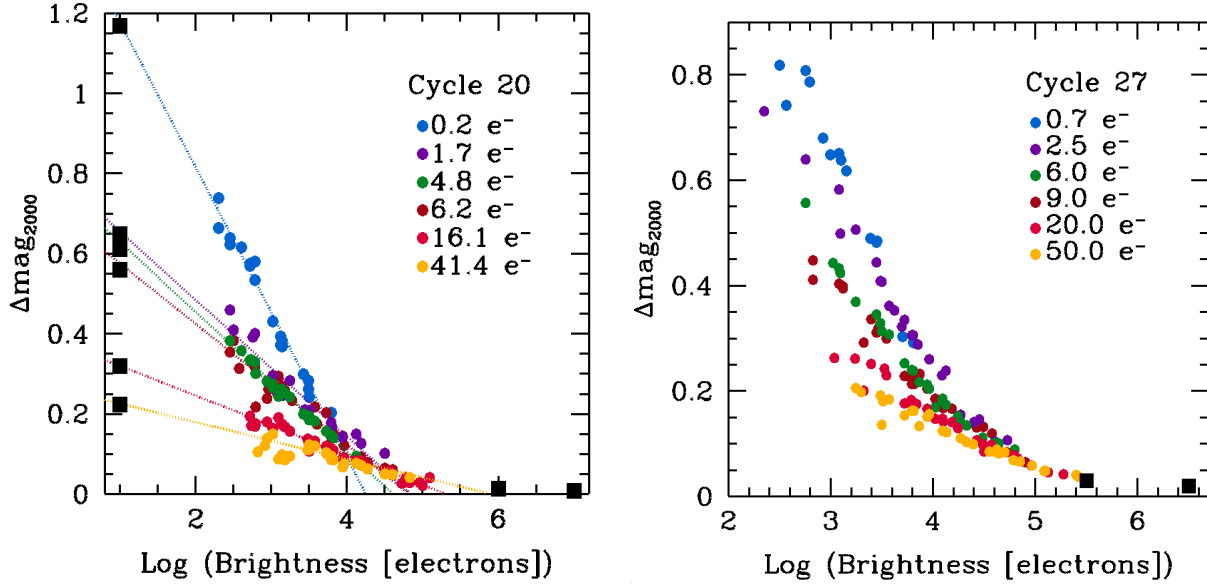 Cycle 20
0.2 e⁻
1.7 e⁻
4.8 e⁻
6.2 e⁻
16.1 e⁻
41.4 e⁻
1.2
1
0.8
0.6
0.4
0.2
0
Δmag₂₀₀₀
2
4
6
Log (Brightness [electrons])
Cycle 27
0.7 e⁻
2.5 e⁻
6.0 e⁻
9.0 e⁻
20.0 e⁻
50.0 e⁻
0.8
0.6
0.4
0.2
0
Δmag₂₀₀₀
2
3
4
5
6
Log (Brightness [electrons])